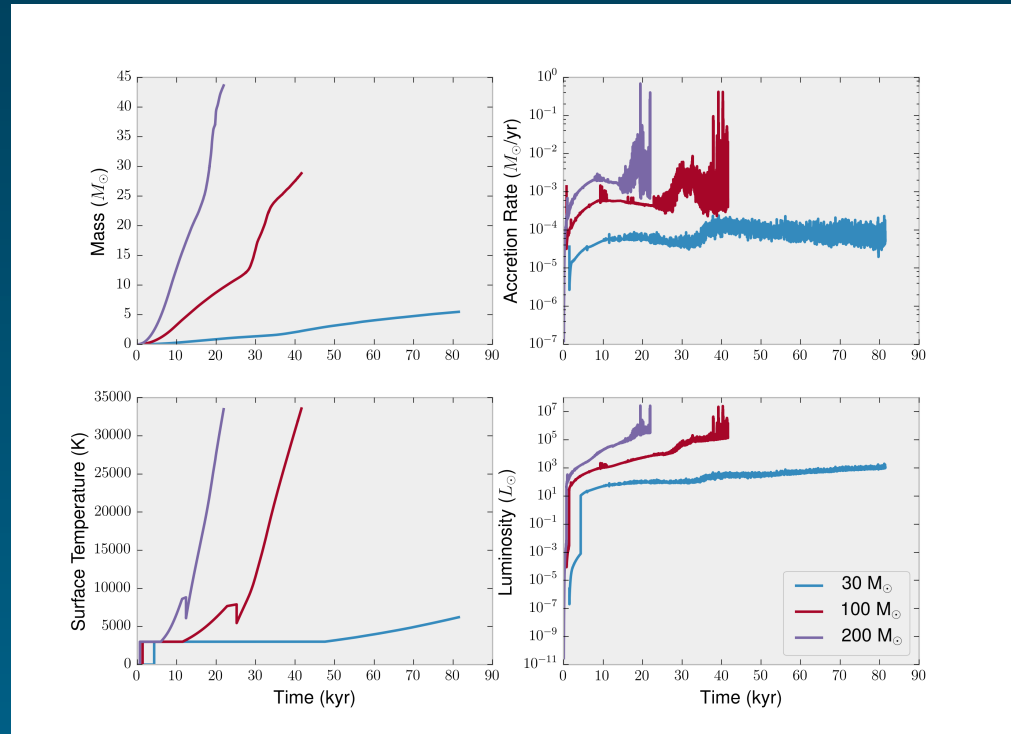 Mass (M⊙)
45
40
35
30
25
20
15
10
5
0
0 10 20 30 40 50 60 70 80 90
Accretion Rate (M⊙/yr)
10⁰
10⁻¹
10⁻²
10⁻³
10⁻⁴
10⁻⁵
10⁻⁶
10⁻⁷
0 10 20 30 40 50 60 70 80 90
Surface Temperature (K)
35000
30000
25000
20000
15000
10000
5000
0
0 10 20 30 40 50 60 70 80 90
Time (kyr)
Luminosity (L⊙)
10⁷
10⁵
10³
10¹
10⁻¹
10⁻³
10⁻⁵
10⁻⁷
10⁻⁹
10⁻¹¹
30 M⊙
100 M⊙
200 M⊙
0 10 20 30 40 50 60 70 80 90
Time (kyr)